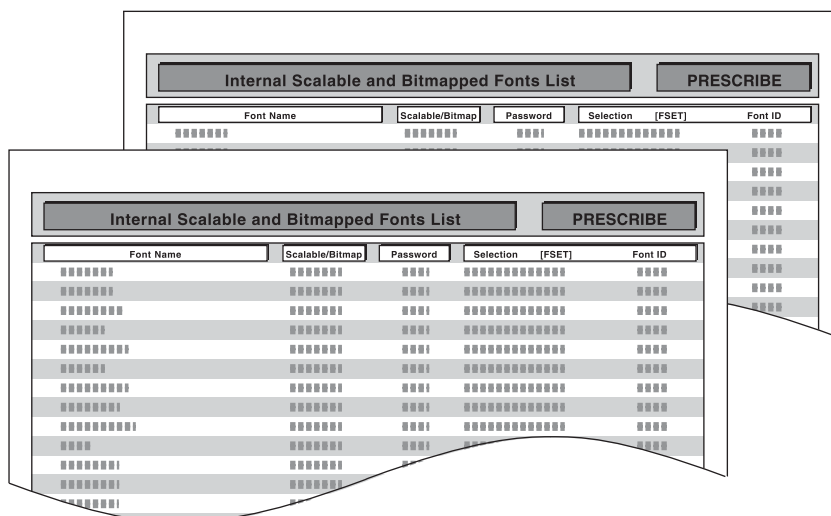 Internal Scalable and Bitmapped Fonts List PRESCRIBE
Font Name Scalable/Bitmap Password Selection [FSET] Font ID
Internal Scalable and Bitmapped Fonts List PRESCRIBE
Font Name Scalable/Bitmap Password Selection [FSET] Font ID